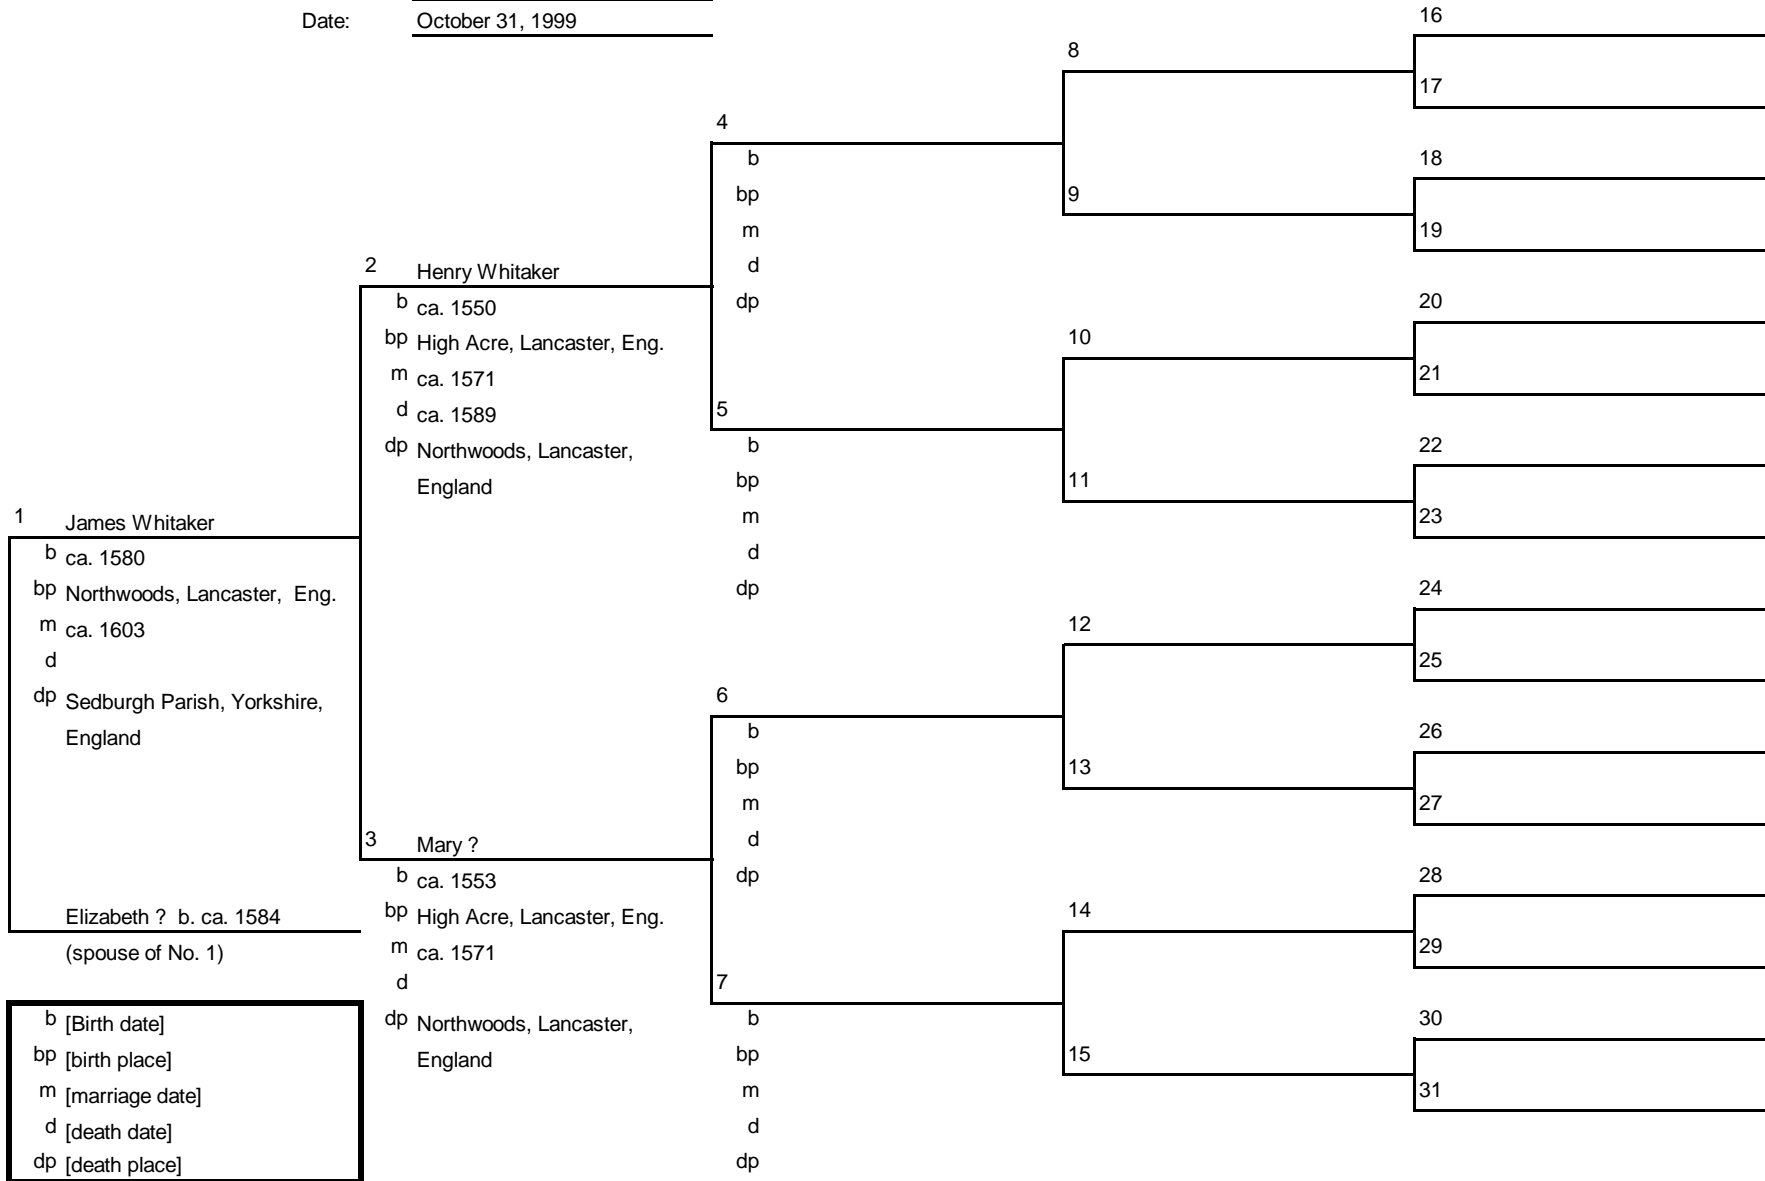 Date: October 31, 1999
1 James Whitaker
b ca. 1580
bp Northwoods, Lancaster, Eng.
m ca. 1603
d
dp Sedburgh Parish, Yorkshire,
England
Elizabeth ? b. ca. 1584
(spouse of No. 1)
b [Birth date]
bp [birth place]
m [marriage date]
d [death date]
dp [death place]
2 Henry Whitaker
b ca. 1550
bp High Acre, Lancaster, Eng.
m ca. 1571
d ca. 1589
dp Northwoods, Lancaster,
England
3 Mary ?
b ca. 1553
bp High Acre, Lancaster, Eng.
m ca. 1571
d
dp Northwoods, Lancaster,
England
4
b
bp
m
d
dp
5
b
bp
m
d
dp
6
b
bp
m
d
dp
7
b
bp
m
d
dp
8
9
10
11
12
13
14
15
16
17
18
19
20
21
22
23
24
25
26
27
28
29
30
31